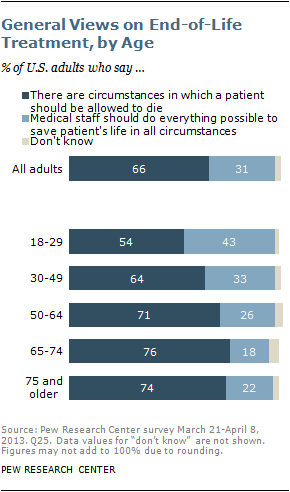 General Views on End-of-Life
Treatment, by Age
% of U.S. adults who say ...
There are circumstances in which a patient
should be allowed to die
Medical staff should do everything possible to
save patient's life in all circumstances
Don't know
All adults 66 31
18-29 54 43
30-49 64 33
50-64 71 26
65-74 76 18
75 and
older 74 22
Source: Pew Research Center survey March 21-April 8,
2013. Q25. Data values for "don't know" are not shown.
Figures may not add to 100% due to rounding.
PEW RESEARCH CENTER